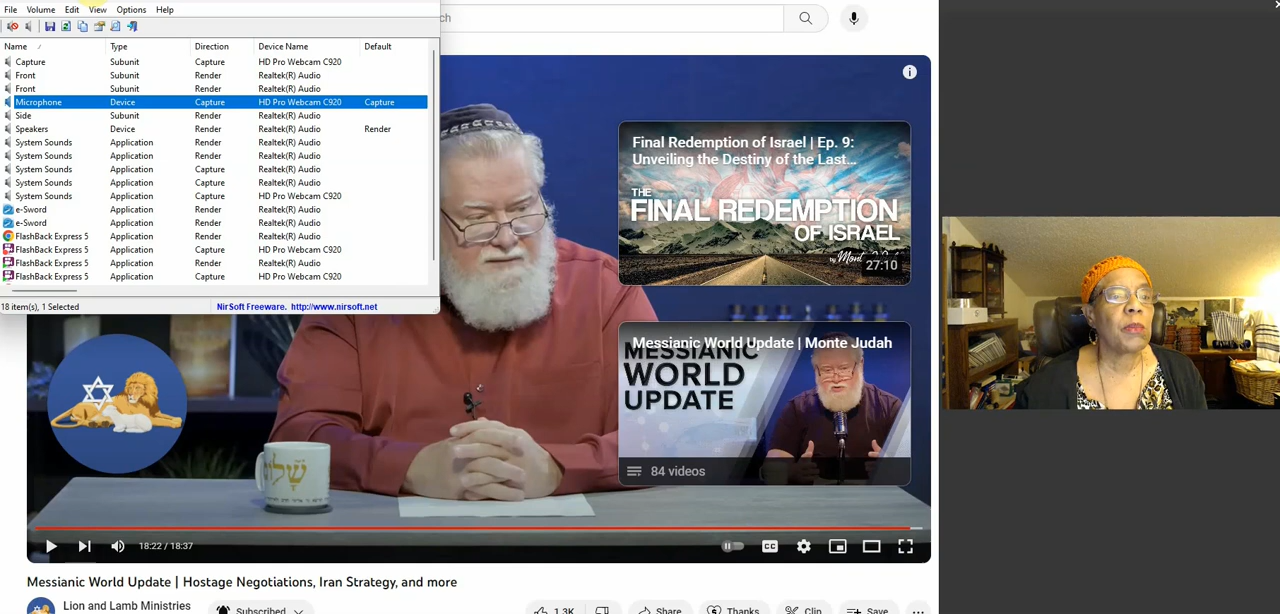 File Volume Edit View Options Help
Name / Type Direction Device Name Default
Capture Subunit Capture HD Pro Webcam C920
Front Subunit Render Realtek(R) Audio
Front Subunit Render Realtek(R) Audio
Microphone Device Capture HD Pro Webcam C920 Capture
Side Subunit Render Realtek(R) Audio
Speakers Device Render Realtek(R) Audio Render
System Sounds Application Render Realtek(R) Audio
System Sounds Application Render Realtek(R) Audio
System Sounds Application Capture Realtek(R) Audio
System Sounds Application Render Realtek(R) Audio
System Sounds Application Capture HD Pro Webcam C920
e-Sword Application Render Realtek(R) Audio
e-Sword Application Render Realtek(R) Audio
FlashBack Express 5 Application Render Realtek(R) Audio
FlashBack Express 5 Application Capture HD Pro Webcam C920
FlashBack Express 5 Application Render Realtek(R) Audio
FlashBack Express 5 Application Capture HD Pro Webcam C920
18 item(s), 1 Selected NirSoft Freeware. http://www.nirsoft.net
ch
Final Redemption of Israel | Ep. 9:
Unveiling the Destiny of the Last...
THE
FINAL REDEMPTION
OF ISRAEL
27:10
Messianic World Update | Monte Judah
MESSIANIC
WORLD
UPDATE
84 videos
שלום
18:22 / 18:37
CC
Messianic World Update | Hostage Negotiations, Iran Strategy, and more
Lion and Lamb Ministries
Subscribed
1.3K
Share
Thanks
Clip
Save